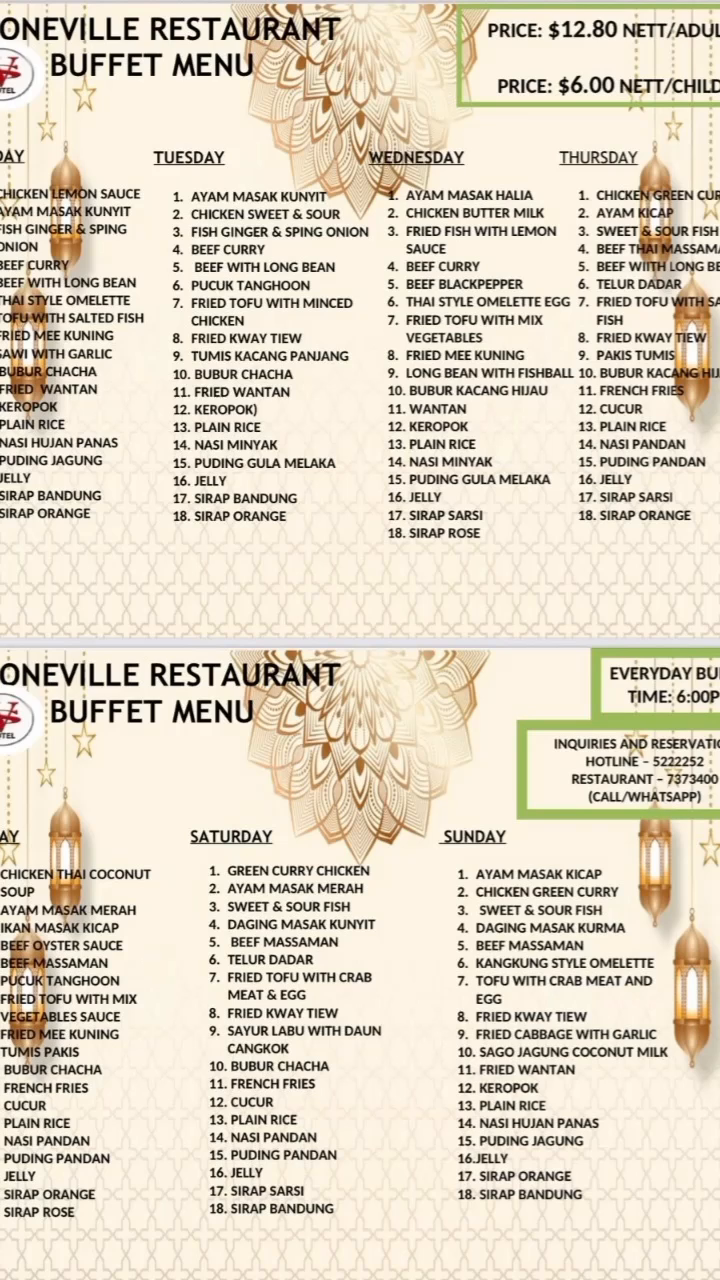 ONEVILLE RESTAURANT
BUFFET MENU
PRICE: $12.80 NETT/ADUL
PRICE: $6.00 NETT/CHILD
TEL
DAY
CHICKEN LEMON SAUCE
AYAM MASAK KUNYIT
FISH GINGER & SPING
ONION
BEEF CURRY
BEEF WITH LONG BEAN
THAI STYLE OMELETTE
TOFU WITH SALTED FISH
FRIED MEE KUNING
SAWI WITH GARLIC
BUBUR CHACHA
FRIED WANTAN
KEROPOK
PLAIN RICE
NASI HUJAN PANAS
PUDING JAGUNG
JELLY
SIRAP BANDUNG
SIRAP ORANGE
TUESDAY
1. AYAM MASAK KUNYIT
2. CHICKEN SWEET & SOUR
3. FISH GINGER & SPING ONION
4. BEEF CURRY
5. BEEF WITH LONG BEAN
6. PUCUK TANGHOON
7. FRIED TOFU WITH MINCED
CHICKEN
8. FRIED KWAY TIEW
9. TUMIS KACANG PANJANG
10. BUBUR CHACHA
11. FRIED WANTAN
12. KEROPOK)
13. PLAIN RICE
14. NASI MINYAK
15. PUDING GULA MELAKA
16. JELLY
17. SIRAP BANDUNG
18. SIRAP ORANGE
WEDNESDAY
1. AYAM MASAK HALIA
2. CHICKEN BUTTER MILK
3. FRIED FISH WITH LEMON
SAUCE
4. BEEF CURRY
5. BEEF BLACKPEPPER
6. THAI STYLE OMELETTE EGG
7. FRIED TOFU WITH MIX
VEGETABLES
8. FRIED MEE KUNING
9. LONG BEAN WITH FISHBALL
10. BUBUR KACANG HIJAU
11. WANTAN
12. KEROPOK
13. PLAIN RICE
14. NASI MINYAK
15. PUDING GULA MELAKA
16. JELLY
17. SIRAP SARSI
18. SIRAP ROSE
THURSDAY
1. CHICKEN GREEN CUR
2. AYAM KICAP
3. SWEET & SOUR FISH
4. BEEF THAI MASSAMA
5. BEEF WIITH LONG BE
6. TELUR DADAR
7. FRIED TOFU WITH SA
FISH
8. FRIED KWAY TIEW
9. PAKIS TUMIS
10. BUBUR KACANG HIJ
11. FRENCH FRIES
12. CUCUR
13. PLAIN RICE
14. NASI PANDAN
15. PUDING PANDAN
16. JELLY
17. SIRAP SARSI
18. SIRAP ORANGE
ONEVILLE RESTAURANT
BUFFET MENU
EVERYDAY BU
TIME: 6:00P
INQUIRIES AND RESERVATIO
HOTLINE – 5222252
RESTAURANT – 7373400
(CALL/WHATSAPP)
TEL
AY
CHICKEN THAI COCONUT
SOUP
AYAM MASAK MERAH
IKAN MASAK KICAP
BEEF OYSTER SAUCE
BEEF MASSAMAN
PUCUK TANGHOON
FRIED TOFU WITH MIX
VEGETABLES SAUCE
FRIED MEE KUNING
TUMIS PAKIS
BUBUR CHACHA
FRENCH FRIES
CUCUR
PLAIN RICE
NASI PANDAN
PUDING PANDAN
JELLY
SIRAP ORANGE
SIRAP ROSE
SATURDAY
1. GREEN CURRY CHICKEN
2. AYAM MASAK MERAH
3. SWEET & SOUR FISH
4. DAGING MASAK KUNYIT
5. BEEF MASSAMAN
6. TELUR DADAR
7. FRIED TOFU WITH CRAB
MEAT & EGG
8. FRIED KWAY TIEW
9. SAYUR LABU WITH DAUN
CANGKOK
10. BUBUR CHACHA
11. FRENCH FRIES
12. CUCUR
13. PLAIN RICE
14. NASI PANDAN
15. PUDING PANDAN
16. JELLY
17. SIRAP SARSI
18. SIRAP BANDUNG
SUNDAY
1. AYAM MASAK KICAP
2. CHICKEN GREEN CURRY
3. SWEET & SOUR FISH
4. DAGING MASAK KURMA
5. BEEF MASSAMAN
6. KANGKUNG STYLE OMELETTE
7. TOFU WITH CRAB MEAT AND
EGG
8. FRIED KWAY TIEW
9. FRIED CABBAGE WITH GARLIC
10. SAGO JAGUNG COCONUT MILK
11. FRIED WANTAN
12. KEROPOK
13. PLAIN RICE
14. NASI HUJAN PANAS
15. PUDING JAGUNG
16.JELLY
17. SIRAP ORANGE
18. SIRAP BANDUNG